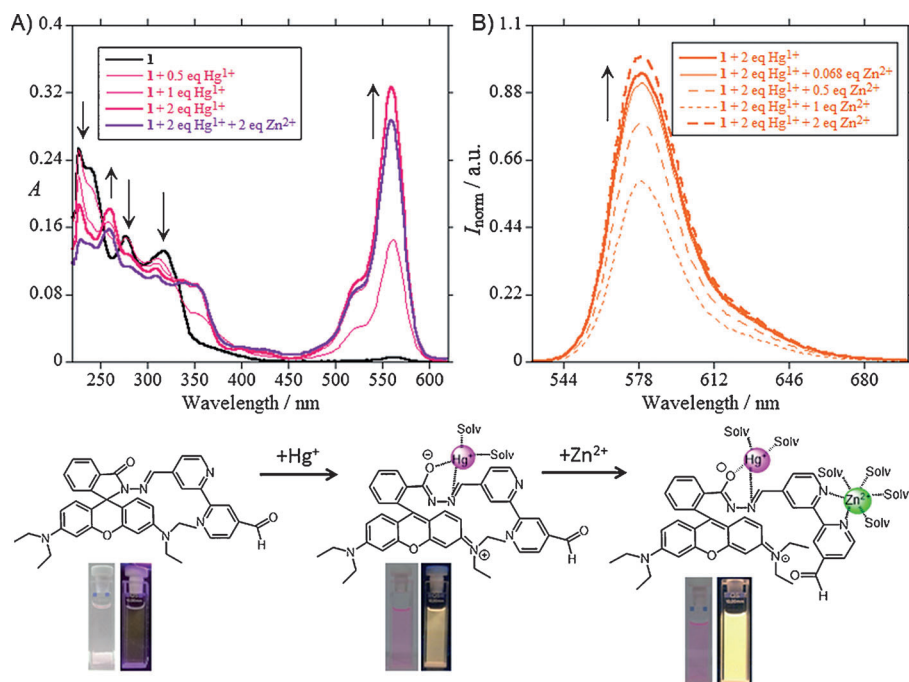 A)
0.4
0.32
0.24
A
0.16
0.08
0
1
1 + 0.5 eq Hg¹⁺
1 + 1 eq Hg¹⁺
1 + 2 eq Hg¹⁺
1 + 2 eq Hg¹⁺ + 2 eq Zn²⁺
250 300 350 400 450 500 550 600
Wavelength / nm
B)
1.1
0.88
0.66
Iₙₒᵣₘ / a.u.
0.44
0.22
0
1 + 2 eq Hg¹⁺
1 + 2 eq Hg¹⁺ + 0.068 eq Zn²⁺
1 + 2 eq Hg¹⁺ + 0.5 eq Zn²⁺
1 + 2 eq Hg¹⁺ + 1 eq Zn²⁺
1 + 2 eq Hg¹⁺ + 2 eq Zn²⁺
544 578 612 646 680
Wavelength / nm
O
N-N
N
N
O
H
N
O
N
+Hg⁺
Solv
Hg⁺
Solv
⊖
O
N-N
N
N
O
H
N
O
N
⊕
+Zn²⁺
Solv
Hg⁺
Solv
O
N-N
N
N
Solv
Solv
Zn²⁺
Solv
Solv
N
O
N
O
H